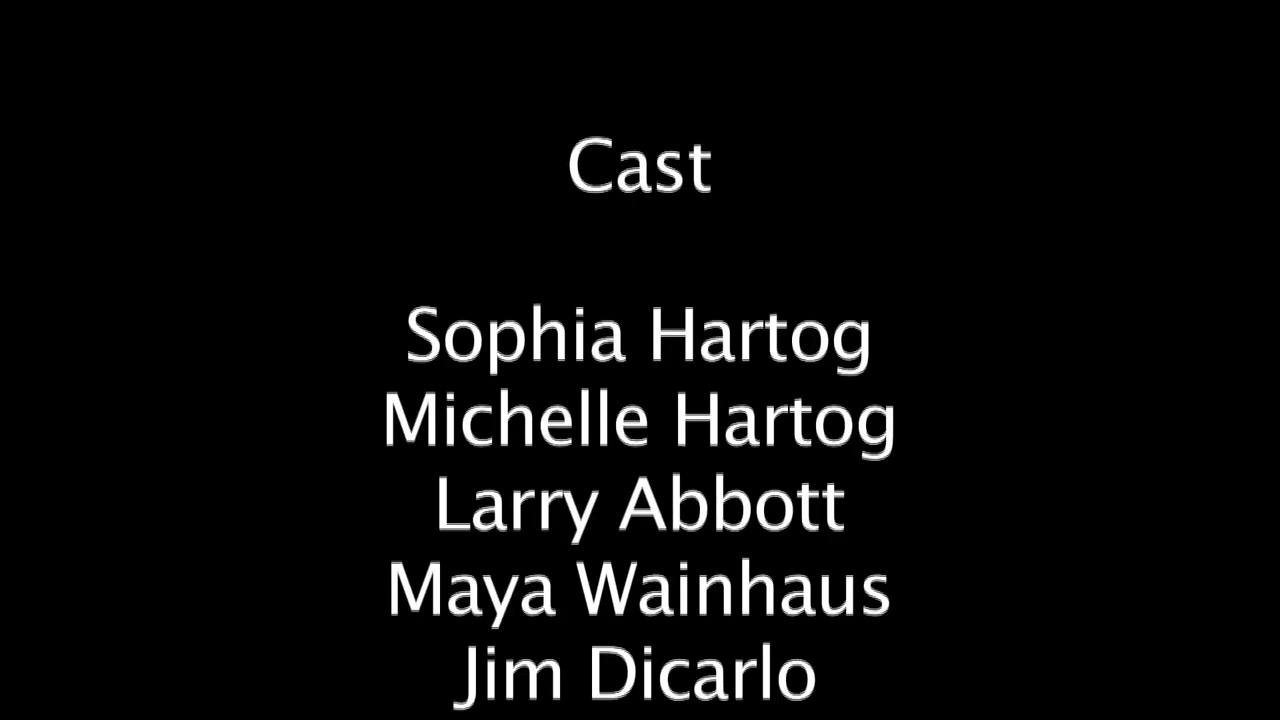 Cast
Sophia Hartog
Michelle Hartog
Larry Abbott
Maya Wainhaus
Jim Dicarlo